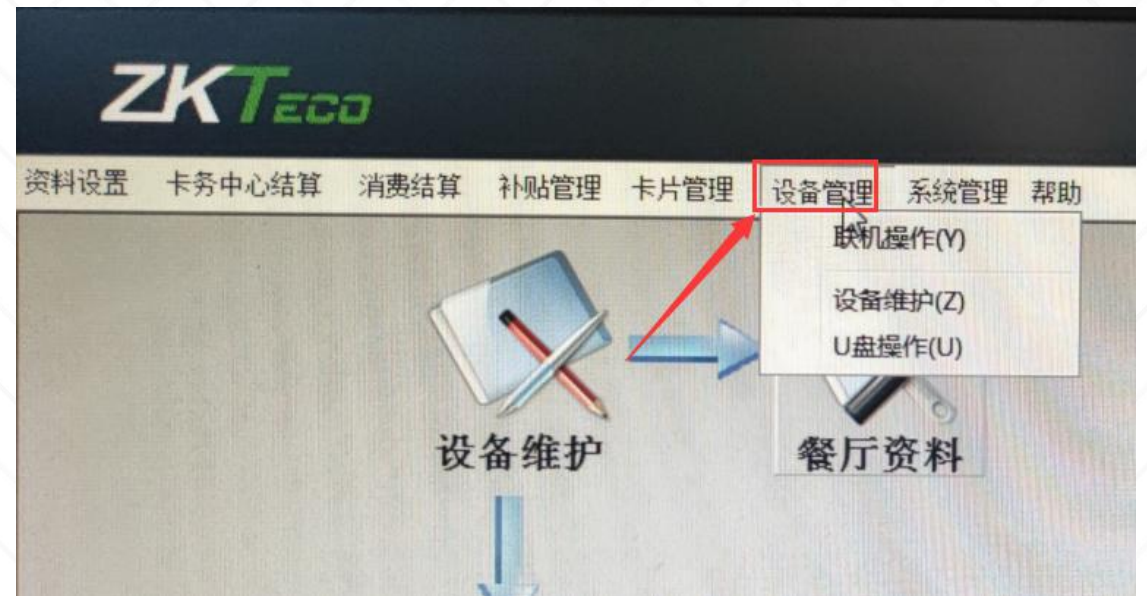 ZKTECO
资料设置 卡务中心结算 消费结算 补贴管理 卡片管理 设备管理 系统管理 帮助
联机操作(Y)
设备维护(Z)
U盘操作(U)
设备维护 餐厅资料